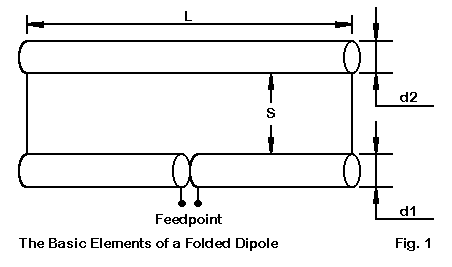 L
d2
S
d1
Feedpoint
The Basic Elements of a Folded Dipole
Fig. 1